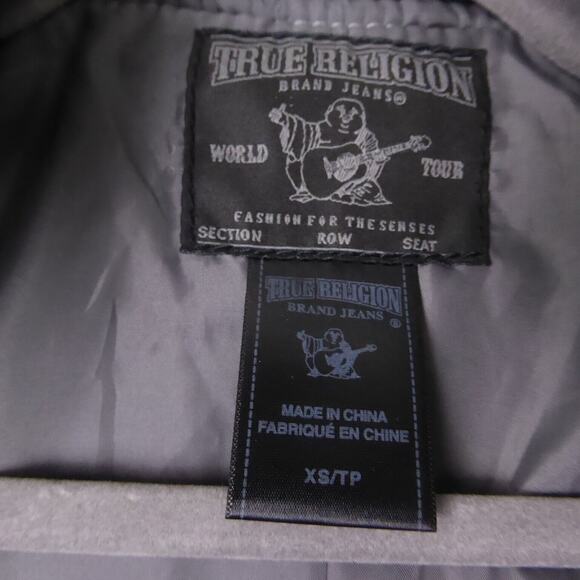 TRUE RELIGION
BRAND JEANS®
WORLD TOUR
FASHION FOR THE SENSES
SECTION ROW SEAT
TRUE RELIGION
BRAND JEANS ®
MADE IN CHINA
FABRIQUÉ EN CHINE
XS/TP